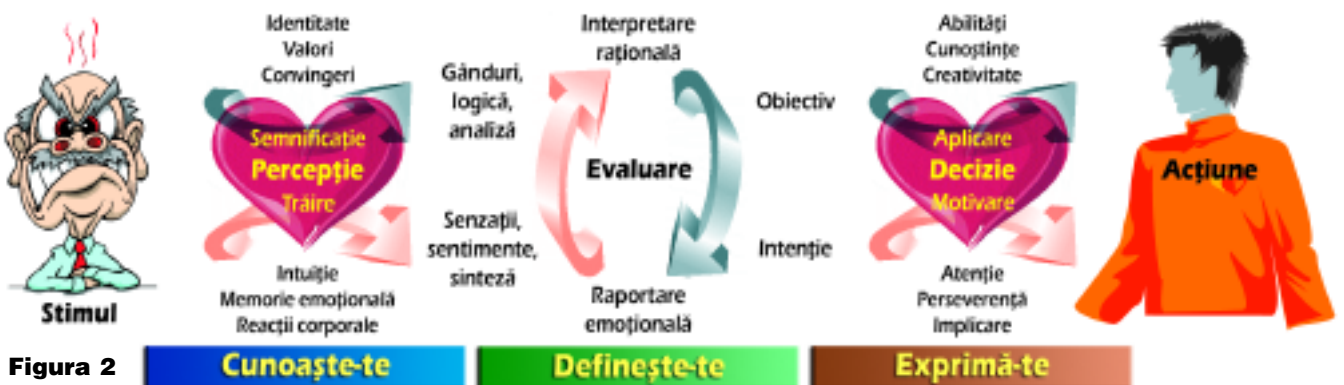 Identitate
Valori
Convingeri
Semnificație
Percepție
Trăire
Intuiție
Memorie emoțională
Reacții corporale
Stimul
Gânduri,
logică,
analiză
Senzații,
sentimente,
sinteză
Interpretare
rațională
Evaluare
Raportare
emoțională
Obiectiv
Intenție
Abilități
Cunoștințe
Creativitate
Aplicare
Decizie
Motivare
Atenție
Perseverență
Implicare
Acțiune
Figura 2
Cunoaște-te
Definește-te
Exprimă-te